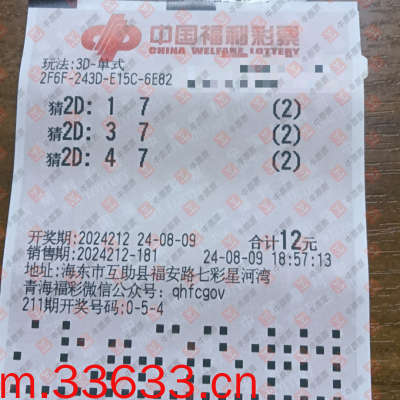 中国福利彩票
CHINA WELFARE LOTTERY
玩法:3D-单式
2F6F-243D-E15C-6E82
猜2D: 1 7 (2)
猜2D: 3 7 (2)
猜2D: 4 7 (2)
开奖期:2024212 24-08-09 合计12元
销售期:2024212-181 24-08-09 18:57:13
地址:海东市互助县福安路七彩星河湾
青海福彩微信公众号: qhfcgov
211期开奖号码:0-5-4
m.33633.cn